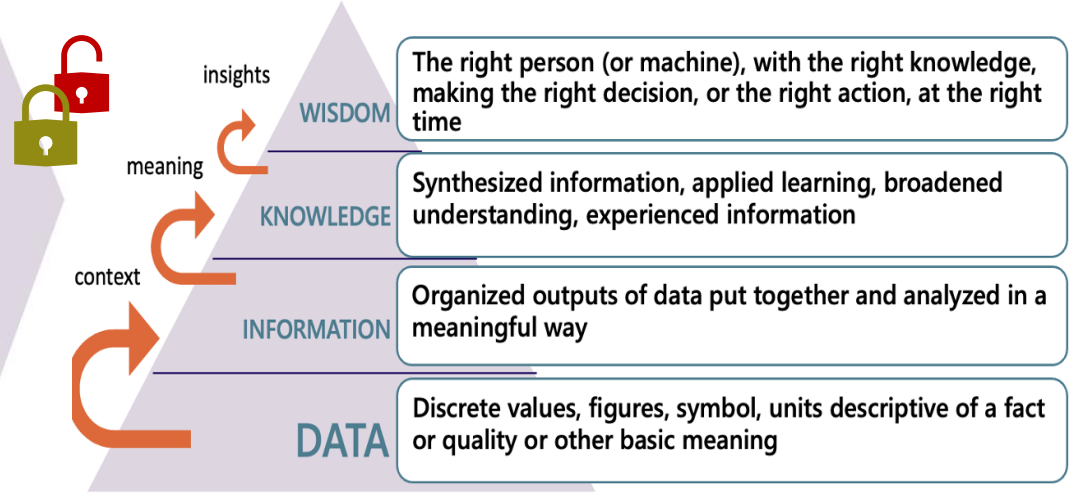 insights
WISDOM
The right person (or machine), with the right knowledge,
making the right decision, or the right action, at the right
time
meaning
KNOWLEDGE
Synthesized information, applied learning, broadened
understanding, experienced information
context
INFORMATION
Organized outputs of data put together and analyzed in a
meaningful way
DATA
Discrete values, figures, symbol, units descriptive of a fact
or quality or other basic meaning